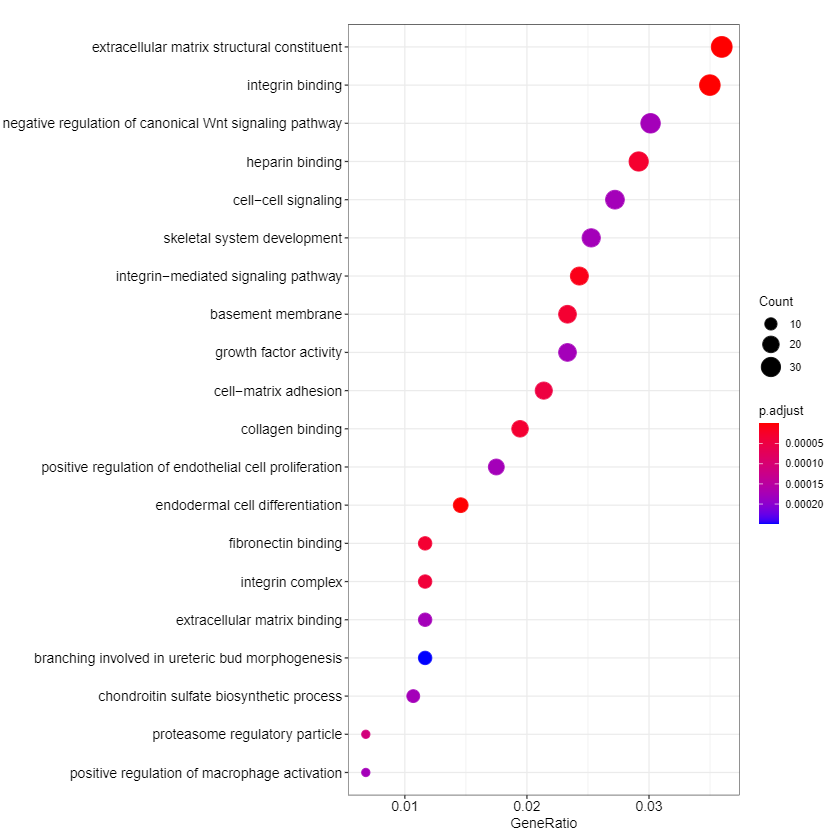 extracellular matrix structural constituent
integrin binding
negative regulation of canonical Wnt signaling pathway
heparin binding
cell−cell signaling
skeletal system development
integrin−mediated signaling pathway
basement membrane
growth factor activity
cell−matrix adhesion
collagen binding
positive regulation of endothelial cell proliferation
endodermal cell differentiation
fibronectin binding
integrin complex
extracellular matrix binding
branching involved in ureteric bud morphogenesis
chondroitin sulfate biosynthetic process
proteasome regulatory particle
positive regulation of macrophage activation
0.01 0.02 0.03
GeneRatio
Count
10
20
30
p.adjust
0.00005
0.00010
0.00015
0.00020